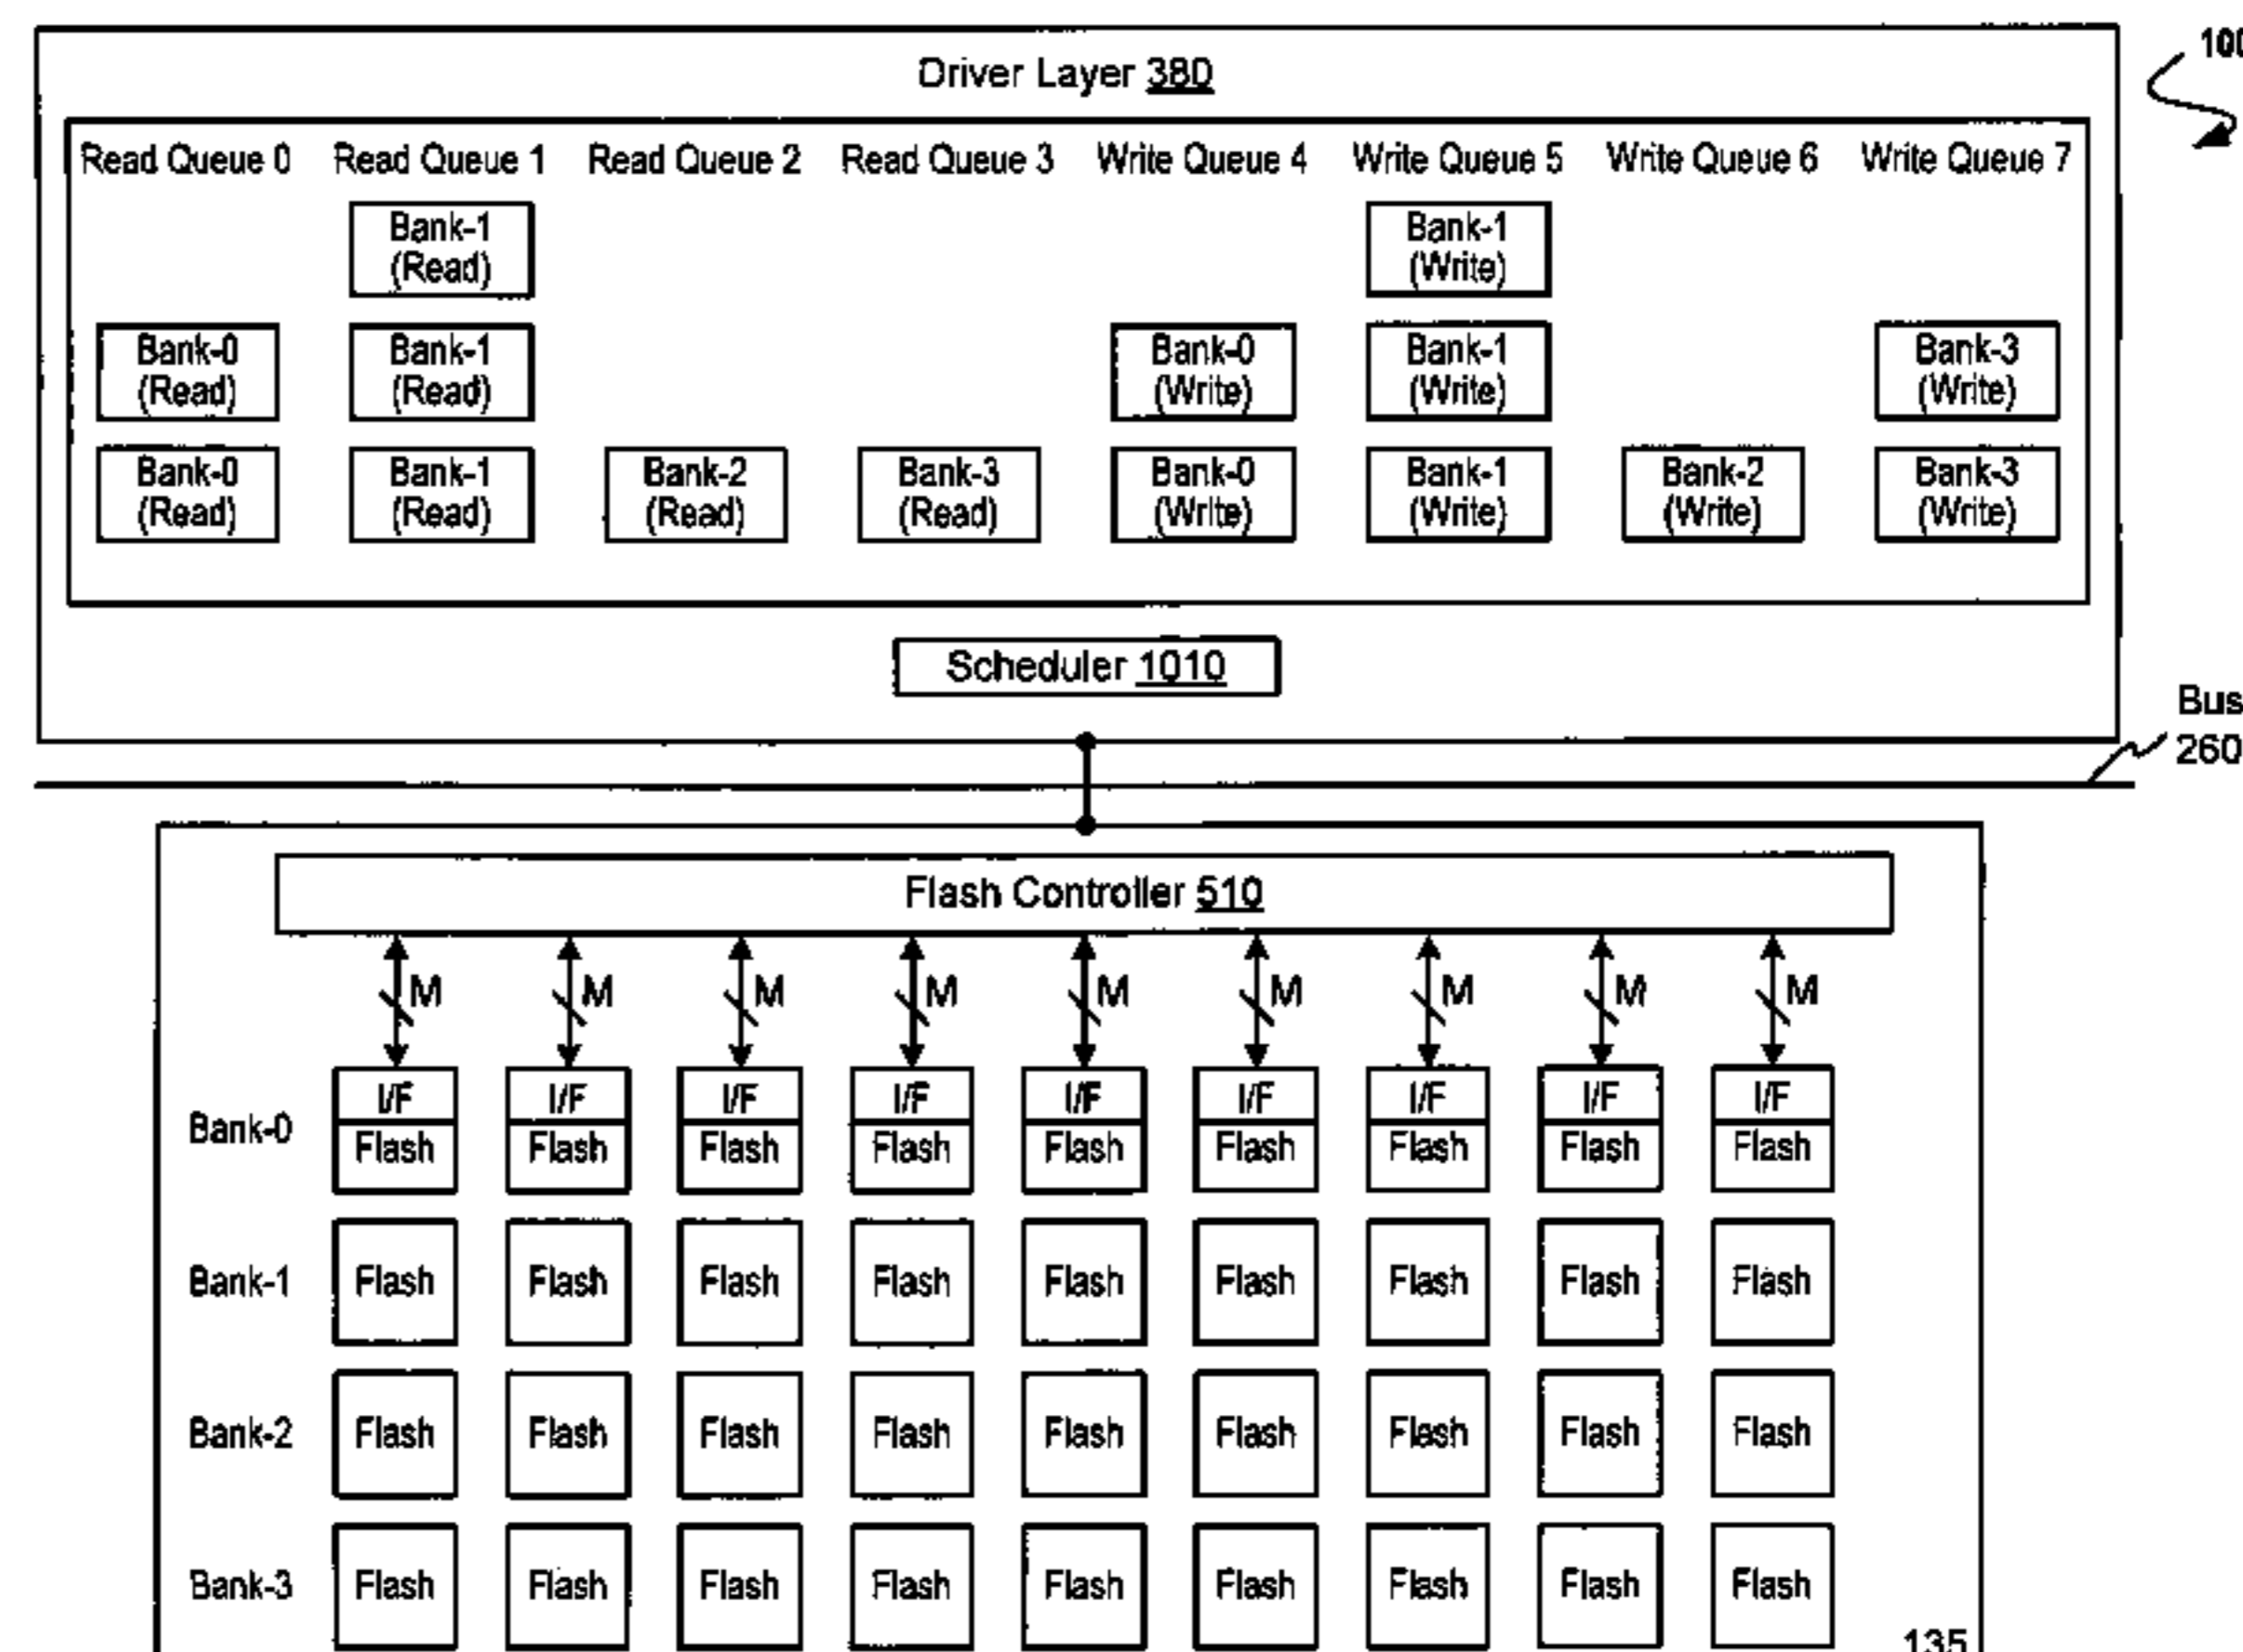 Driver Layer 380
100
Read Queue 0 Read Queue 1 Read Queue 2 Read Queue 3 Write Queue 4 Write Queue 5 Write Queue 6 Write Queue 7
Bank-1 Bank-1
(Read) (Write)
Bank-0 Bank-1 Bank-0 Bank-1 Bank-3
(Read) (Read) (Write) (Write) (Write)
Bank-0 Bank-1 Bank-2 Bank-3 Bank-0 Bank-1 Bank-2 Bank-3
(Read) (Read) (Read) (Read) (Write) (Write) (Write) (Write)
Scheduler 1010
Bus
260
Flash Controller 510
M M M M M M M M M
I/F I/F I/F I/F I/F I/F I/F I/F I/F
Bank-0 Flash Flash Flash Flash Flash Flash Flash Flash Flash
Bank-1 Flash Flash Flash Flash Flash Flash Flash Flash Flash
Bank-2 Flash Flash Flash Flash Flash Flash Flash Flash Flash
Bank-3 Flash Flash Flash Flash Flash Flash Flash Flash Flash
135